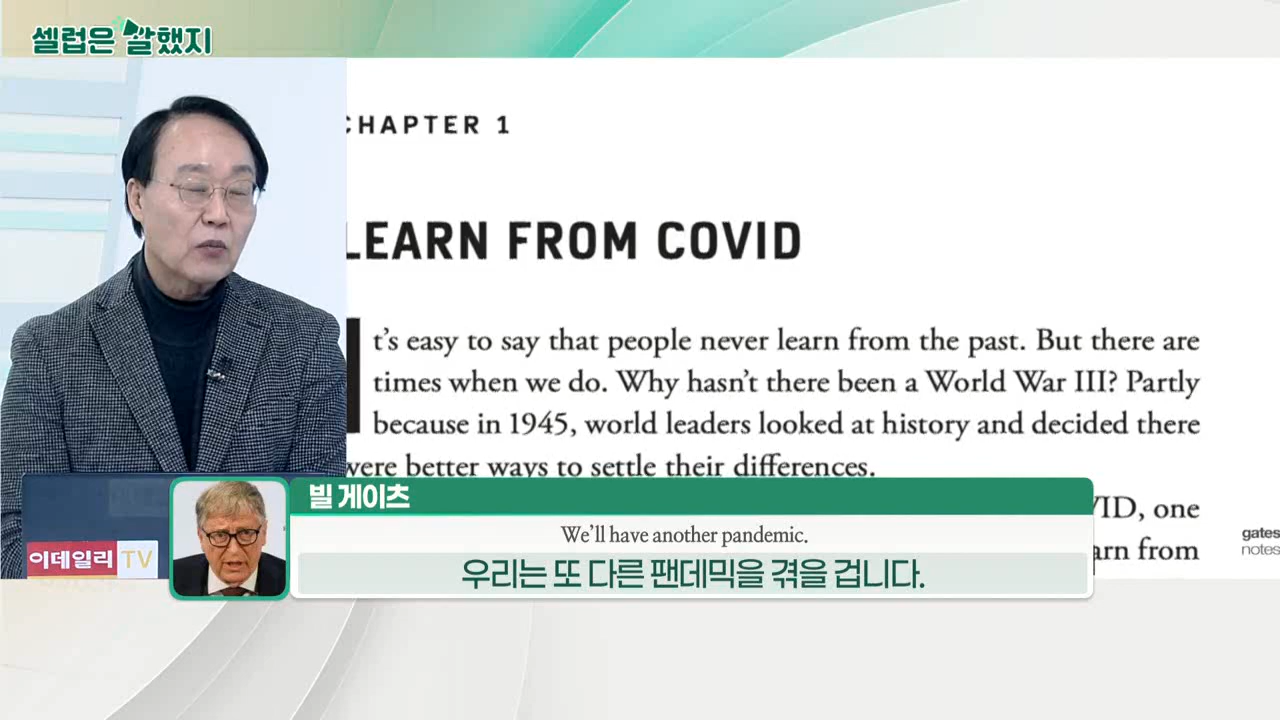 셀럽은 말했지
CHAPTER 1
LEARN FROM COVID
It's easy to say that people never learn from the past. But there are
times when we do. Why hasn't there been a World War III? Partly
because in 1945, world leaders looked at history and decided there
were better ways to settle their differences.
VID, one
arn from
gates
notes
이데일리 TV
빌 게이츠
We'll have another pandemic.
우리는 또 다른 팬데믹을 겪을 겁니다.